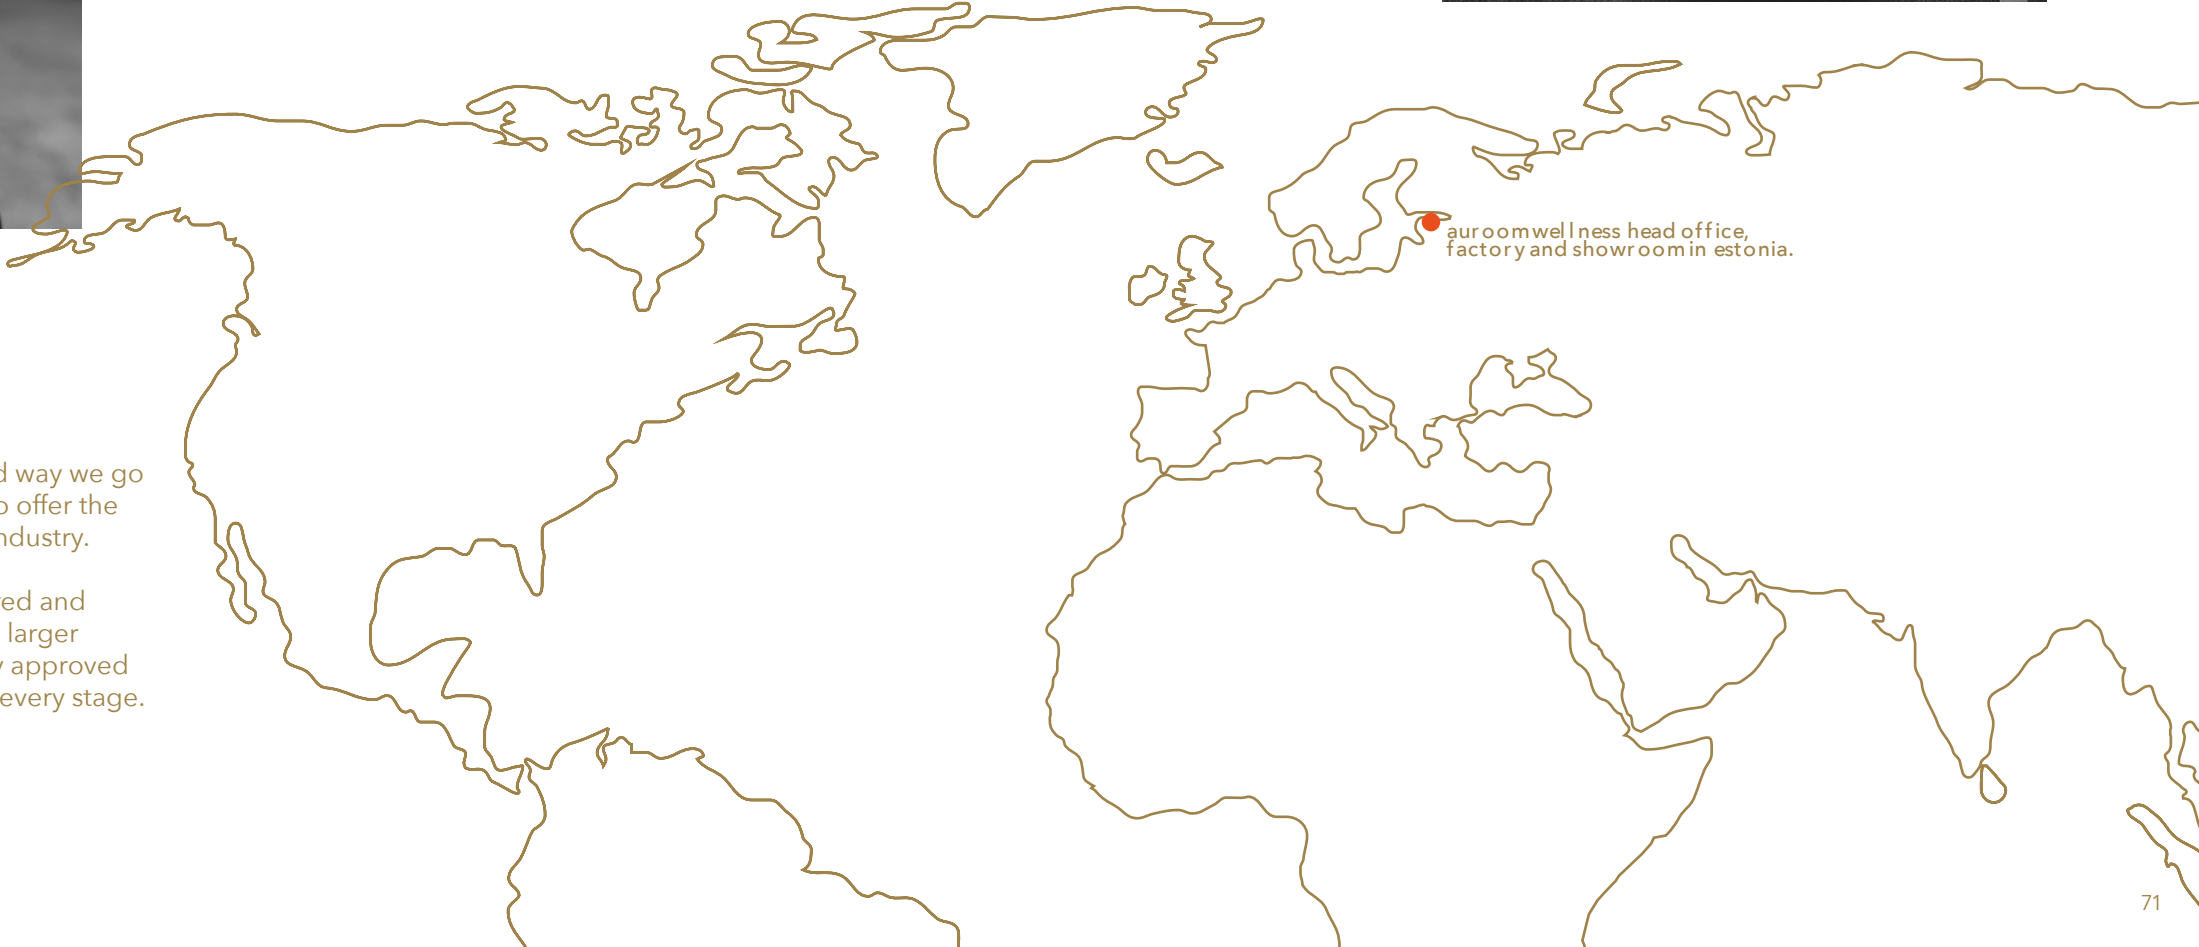 auroomwellness head office,
factory and showroom in estonia.
way we go
offer the
ndustry.
ed and
larger
approved
every stage.
71